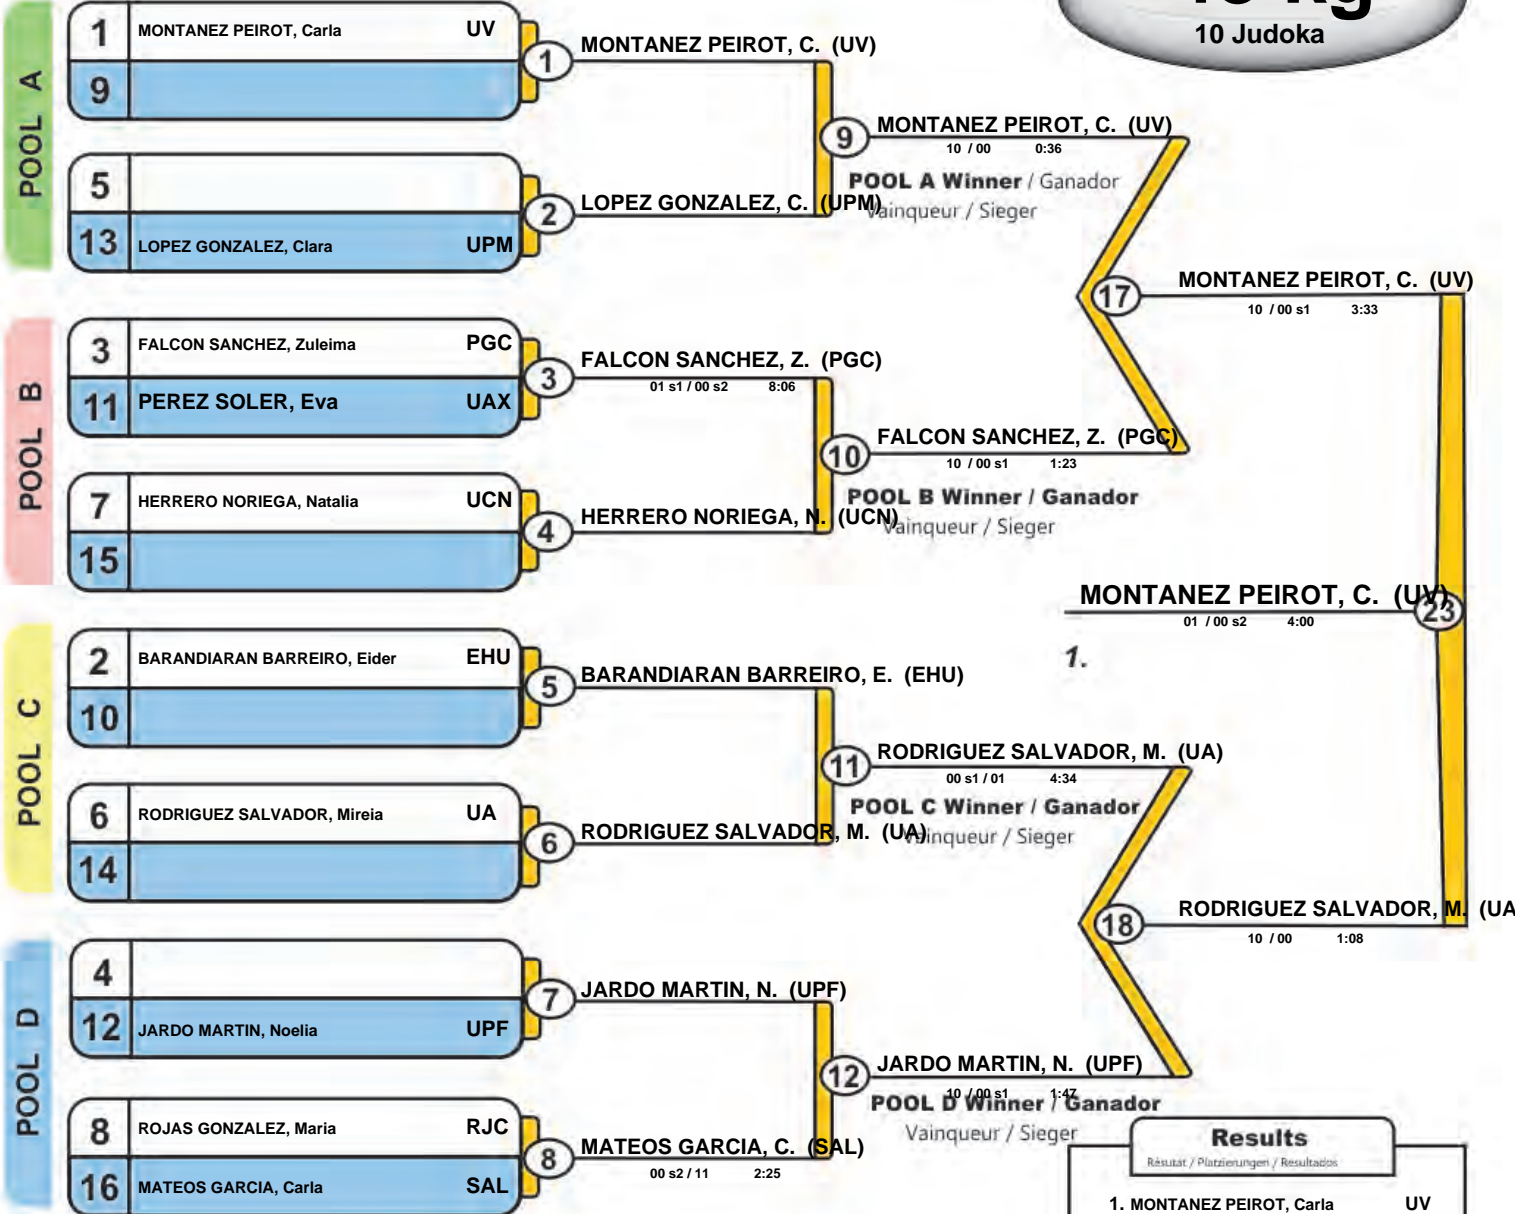 10 Judoka
POOL A
1 MONTANEZ PEIROT, Carla UV
9
1 MONTANEZ PEIROT, C. (UV)
5
13 LOPEZ GONZALEZ, Clara UPM
2 LOPEZ GONZALEZ, C. (UPM)
9 MONTANEZ PEIROT, C. (UV)
10 / 00 0:36
POOL A Winner / Ganador
Vainqueur / Sieger
POOL B
3 FALCON SANCHEZ, Zuleima PGC
11 PEREZ SOLER, Eva UAX
3 FALCON SANCHEZ, Z. (PGC)
01 s1 / 00 s2 8:06
7 HERRERO NORIEGA, Natalia UCN
15
4 HERRERO NORIEGA, N. (UCN)
10 FALCON SANCHEZ, Z. (PGC)
10 / 00 s1 1:23
POOL B Winner / Ganador
Vainqueur / Sieger
17 MONTANEZ PEIROT, C. (UV)
10 / 00 s1 3:33
MONTANEZ PEIROT, C. (UV) 23
01 / 00 s2 4:00
1.
POOL C
2 BARANDIARAN BARREIRO, Eider EHU
10
5 BARANDIARAN BARREIRO, E. (EHU)
6 RODRIGUEZ SALVADOR, Mireia UA
14
6 RODRIGUEZ SALVADOR, M. (UA)
11 RODRIGUEZ SALVADOR, M. (UA)
00 s1 / 01 4:34
POOL C Winner / Ganador
Vainqueur / Sieger
18 RODRIGUEZ SALVADOR, M. (UA
10 / 00 1:08
POOL D
4
12 JARDO MARTIN, Noelia UPF
7 JARDO MARTIN, N. (UPF)
8 ROJAS GONZALEZ, Maria RJC
16 MATEOS GARCIA, Carla SAL
8 MATEOS GARCIA, C. (SAL)
00 s2 / 11 2:25
12 JARDO MARTIN, N. (UPF)
10 / 00 s1 1:47
POOL D Winner / Ganador
Vainqueur / Sieger
Results
Résutat / Platzierungen / Resultados
1. MONTANEZ PEIROT, Carla UV